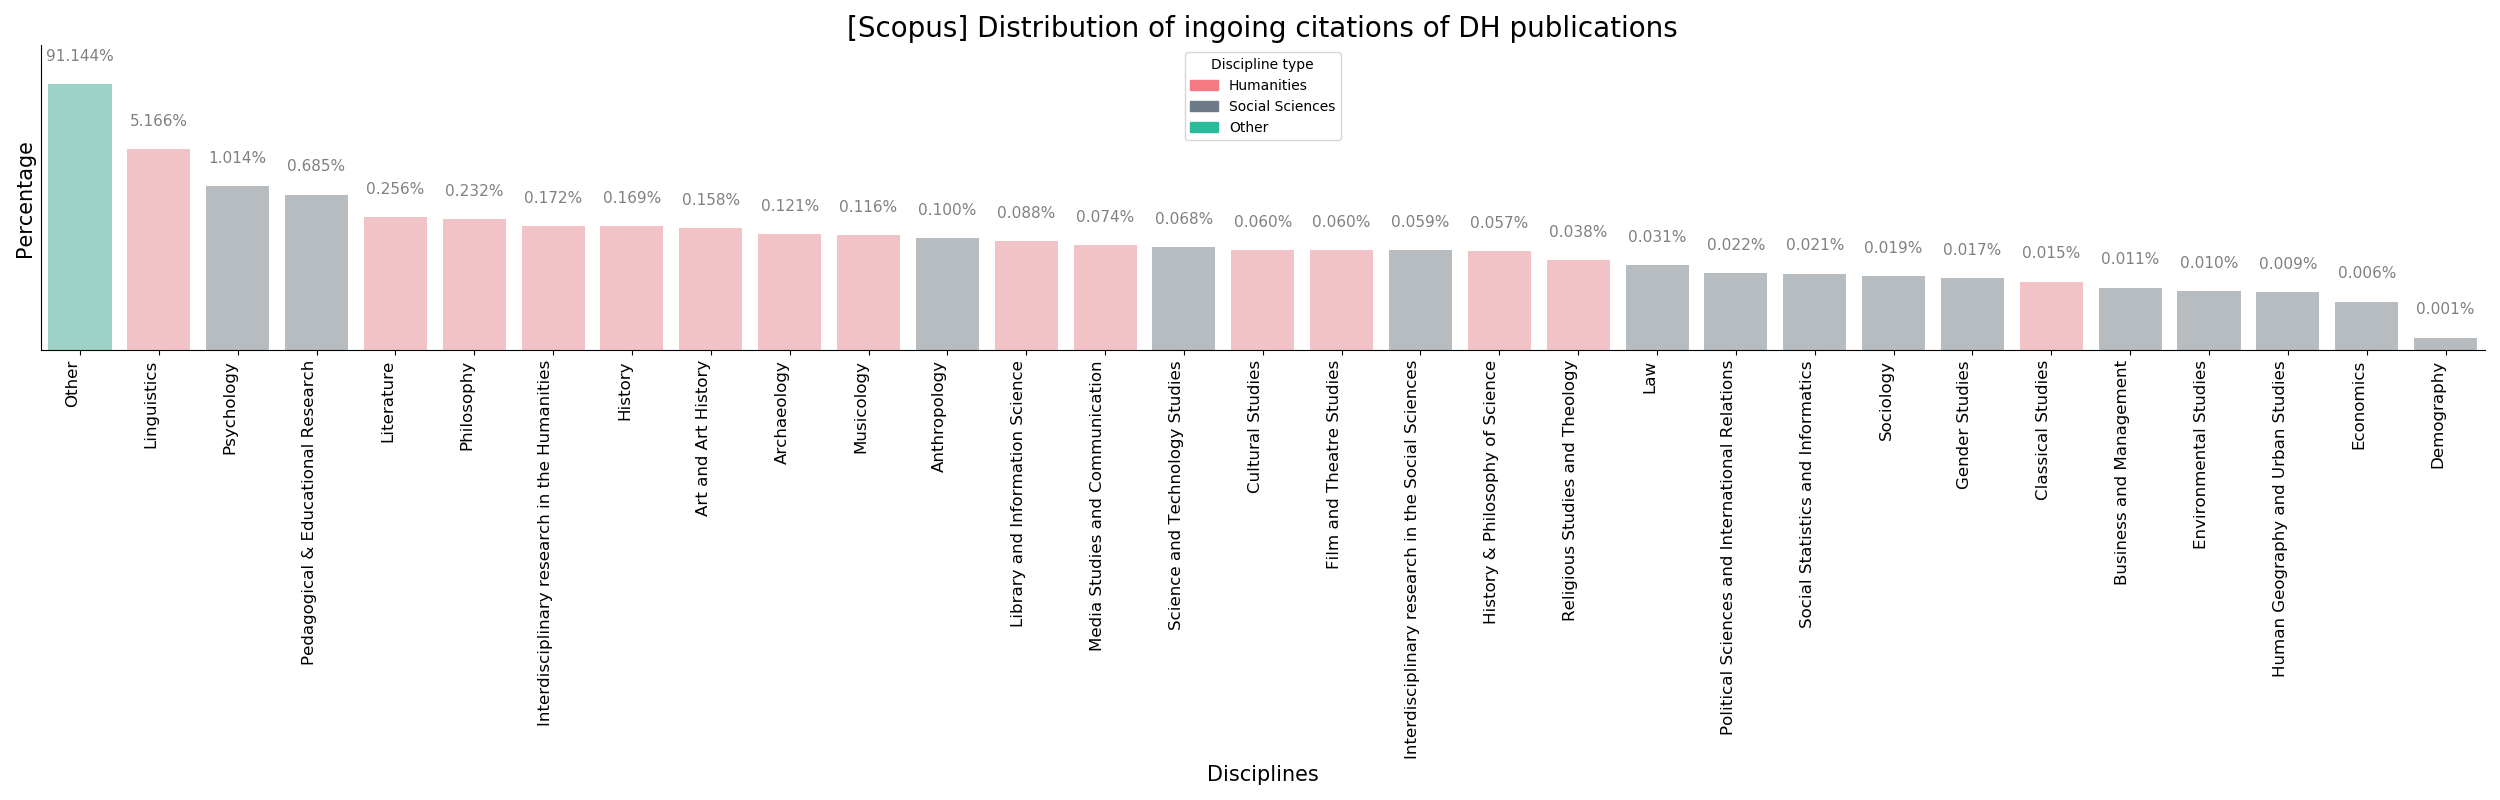 [Scopus] Distribution of ingoing citations of DH publications
Discipline type
Humanities
Social Sciences
Other
Percentage
91.144%
5.166%
1.014%
0.685%
0.256%
0.232%
0.172%
0.169%
0.158%
0.121%
0.116%
0.100%
0.088%
0.074%
0.068%
0.060%
0.060%
0.059%
0.057%
0.038%
0.031%
0.022%
0.021%
0.019%
0.017%
0.015%
0.011%
0.010%
0.009%
0.006%
0.001%
Other
Linguistics
Psychology
Pedagogical & Educational Research
Literature
Philosophy
Interdisciplinary research in the Humanities
History
Art and Art History
Archaeology
Musicology
Anthropology
Library and Information Science
Media Studies and Communication
Science and Technology Studies
Cultural Studies
Film and Theatre Studies
Interdisciplinary research in the Social Sciences
History & Philosophy of Science
Religious Studies and Theology
Law
Political Sciences and International Relations
Social Statistics and Informatics
Sociology
Gender Studies
Classical Studies
Business and Management
Environmental Studies
Human Geography and Urban Studies
Economics
Demography
Disciplines